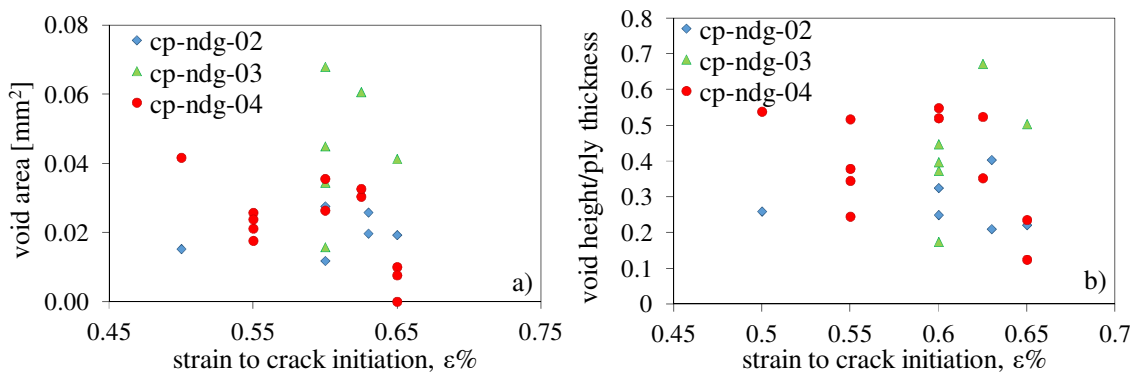 0.08
0.06
0.04
0.02
0.00
void area [mm²]
cp-ndg-02
cp-ndg-03
cp-ndg-04
a)
0.45 0.55 0.65 0.75
strain to crack initiation, ε%
0.8
0.7
0.6
0.5
0.4
0.3
0.2
0.1
0
void height/ply thickness
cp-ndg-02
cp-ndg-03
cp-ndg-04
b)
0.45 0.5 0.55 0.6 0.65 0.7
strain to crack initiation, ε%